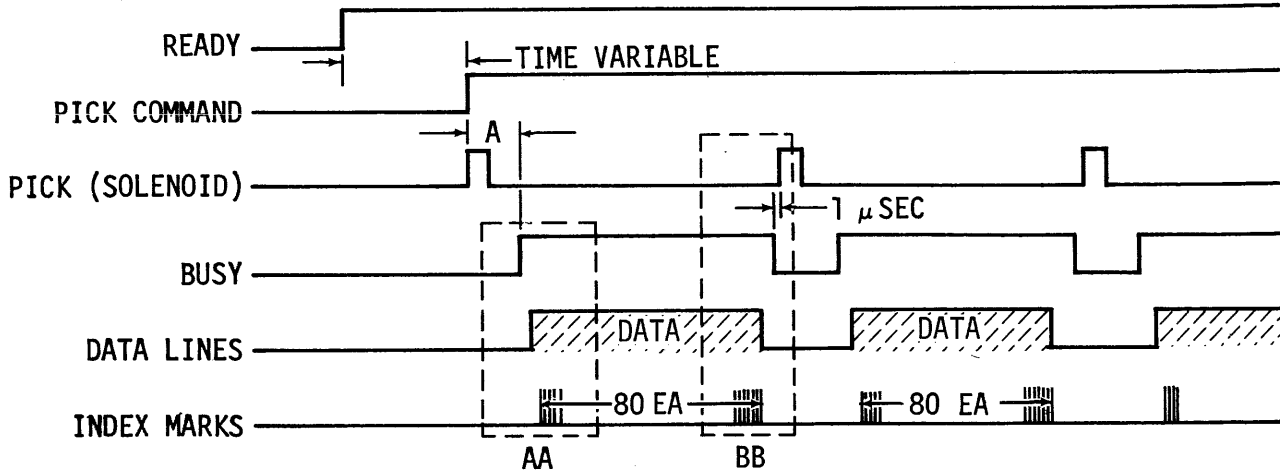 READY
TIME VARIABLE
PICK COMMAND
A
PICK (SOLENOID)
1 μSEC
BUSY
DATA LINES
DATA
DATA
INDEX MARKS
80 EA
80 EA
AA
BB